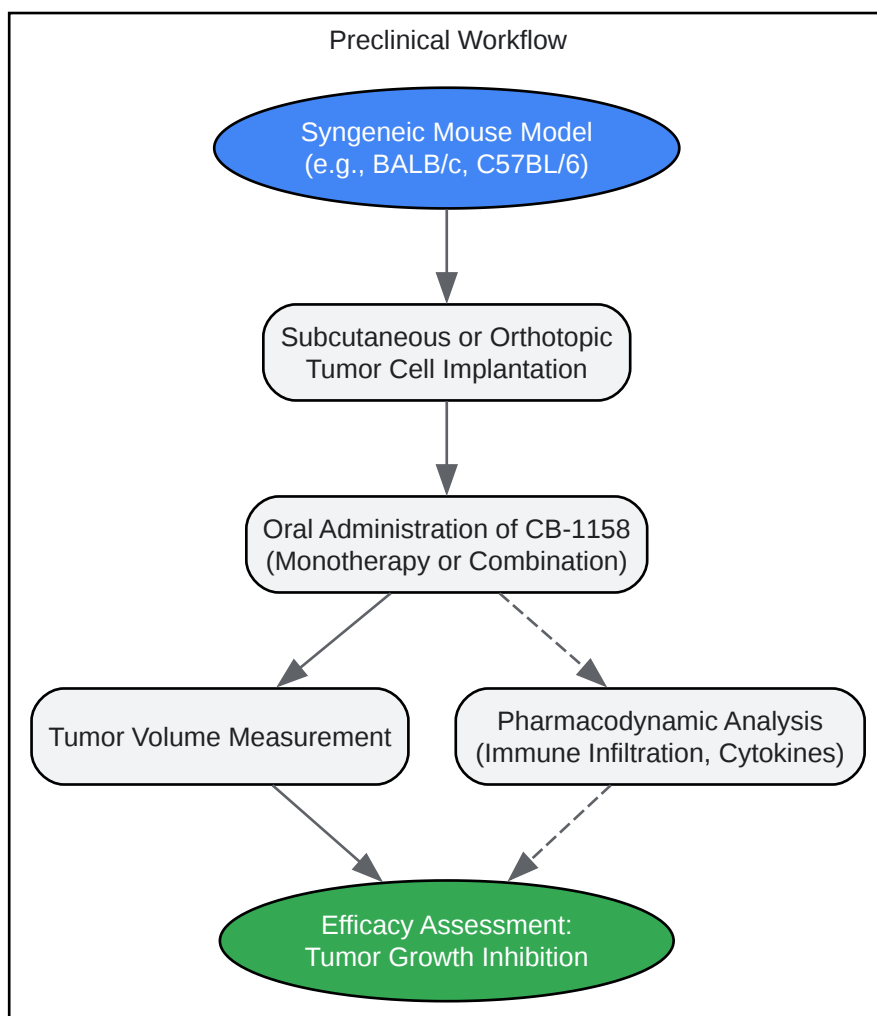 Preclinical Workflow
Syngeneic Mouse Model
(e.g., BALB/c, C57BL/6)
Subcutaneous or Orthotopic
Tumor Cell Implantation
Oral Administration of CB-1158
(Monotherapy or Combination)
Tumor Volume Measurement
Pharmacodynamic Analysis
(Immune Infiltration, Cytokines)
Efficacy Assessment:
Tumor Growth Inhibition